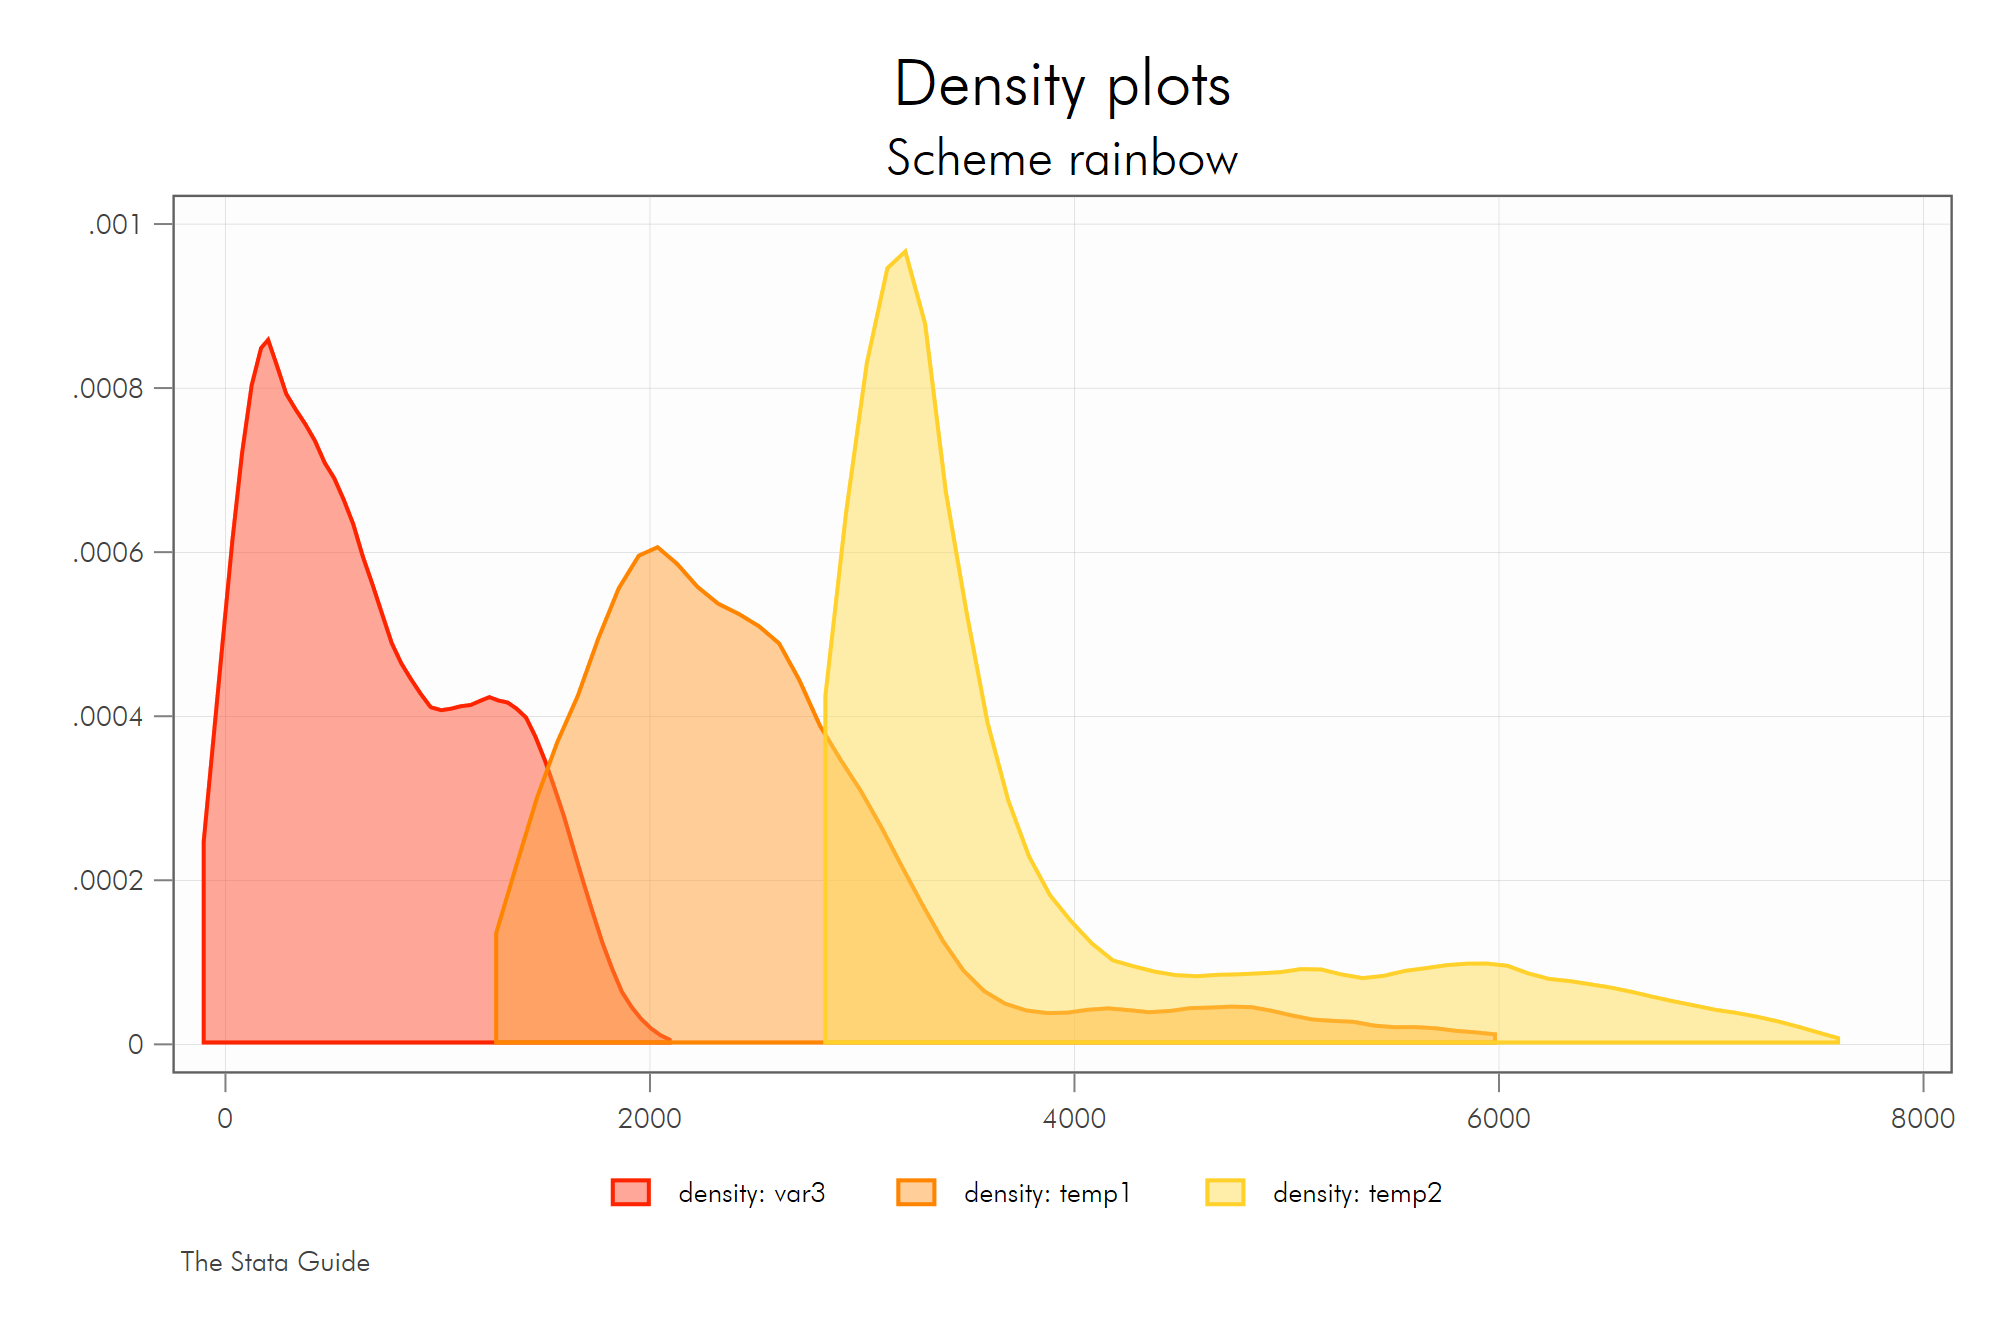 Density plots
Scheme rainbow
.001
.0008
.0006
.0004
.0002
0
0 2000 4000 6000 8000
density: var3 density: temp1 density: temp2
The Stata Guide